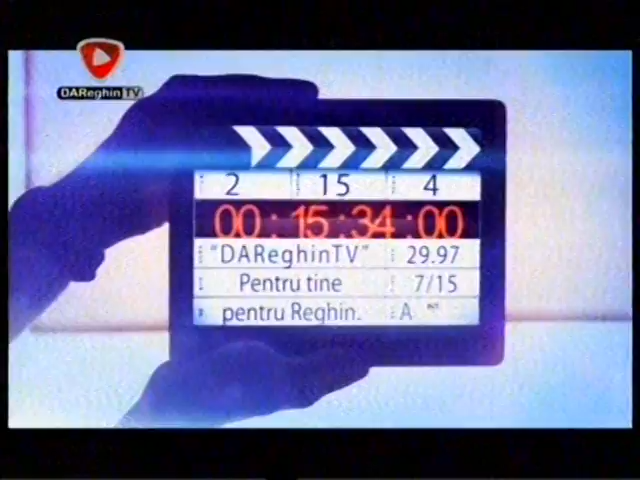 DAReghin TV
2 15 4
00:15:34:00
"DAReghinTV" 29.97
Pentru tine 7/15
pentru Reghin. A